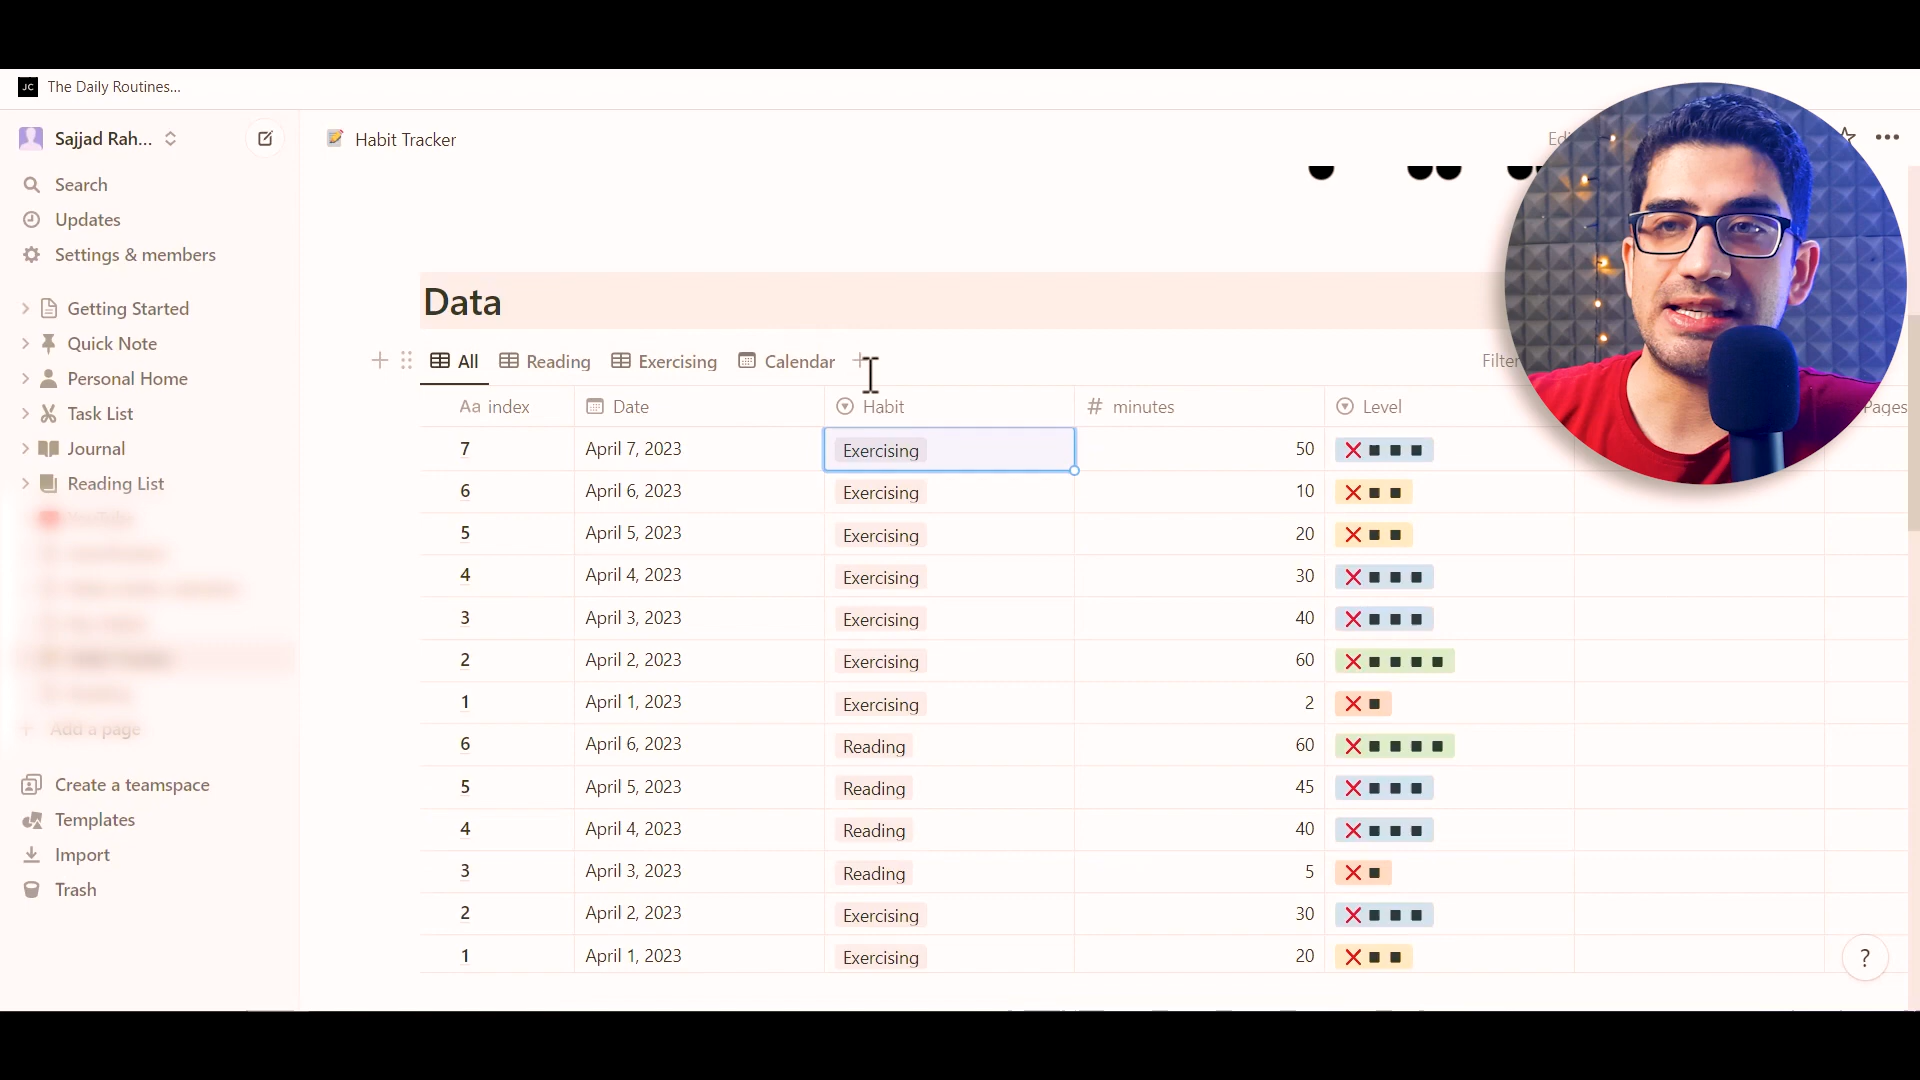 JC The Daily Routines...
Sajjad Rah...
Search
Updates
Settings & members
Getting Started
Quick Note
Personal Home
Task List
Journal
Reading List
Add a page
Create a teamspace
Templates
Import
Trash
Habit Tracker
Data
All Reading Exercising Calendar
Filter
Aa index Date Habit # minutes Level Pages
7 April 7, 2023 Exercising 50
6 April 6, 2023 Exercising 10
5 April 5, 2023 Exercising 20
4 April 4, 2023 Exercising 30
3 April 3, 2023 Exercising 40
2 April 2, 2023 Exercising 60
1 April 1, 2023 Exercising 2
6 April 6, 2023 Reading 60
5 April 5, 2023 Reading 45
4 April 4, 2023 Reading 40
3 April 3, 2023 Reading 5
2 April 2, 2023 Exercising 30
1 April 1, 2023 Exercising 20
?